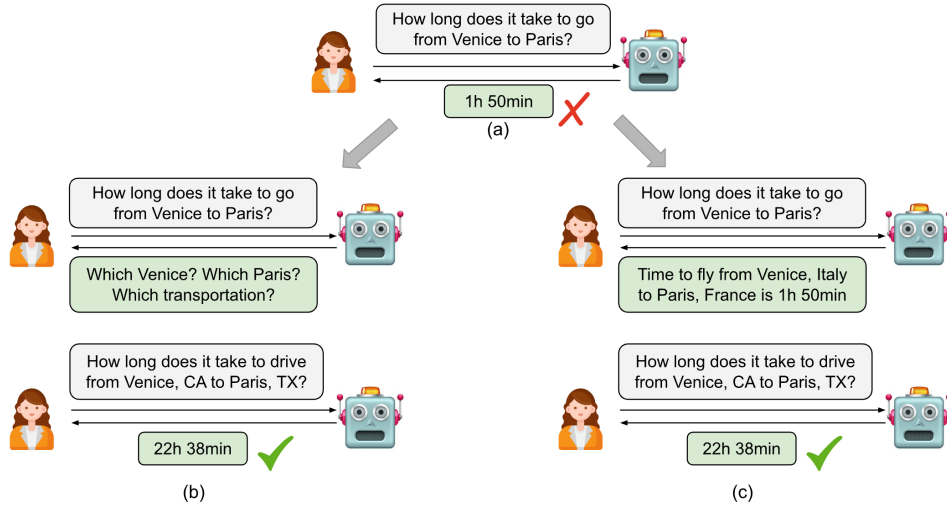 How long does it take to go
from Venice to Paris?
1h 50min
(a)
How long does it take to go
from Venice to Paris?
Which Venice? Which Paris?
Which transportation?
How long does it take to drive
from Venice, CA to Paris, TX?
22h 38min
(b)
How long does it take to go
from Venice to Paris?
Time to fly from Venice, Italy
to Paris, France is 1h 50min
How long does it take to drive
from Venice, CA to Paris, TX?
22h 38min
(c)